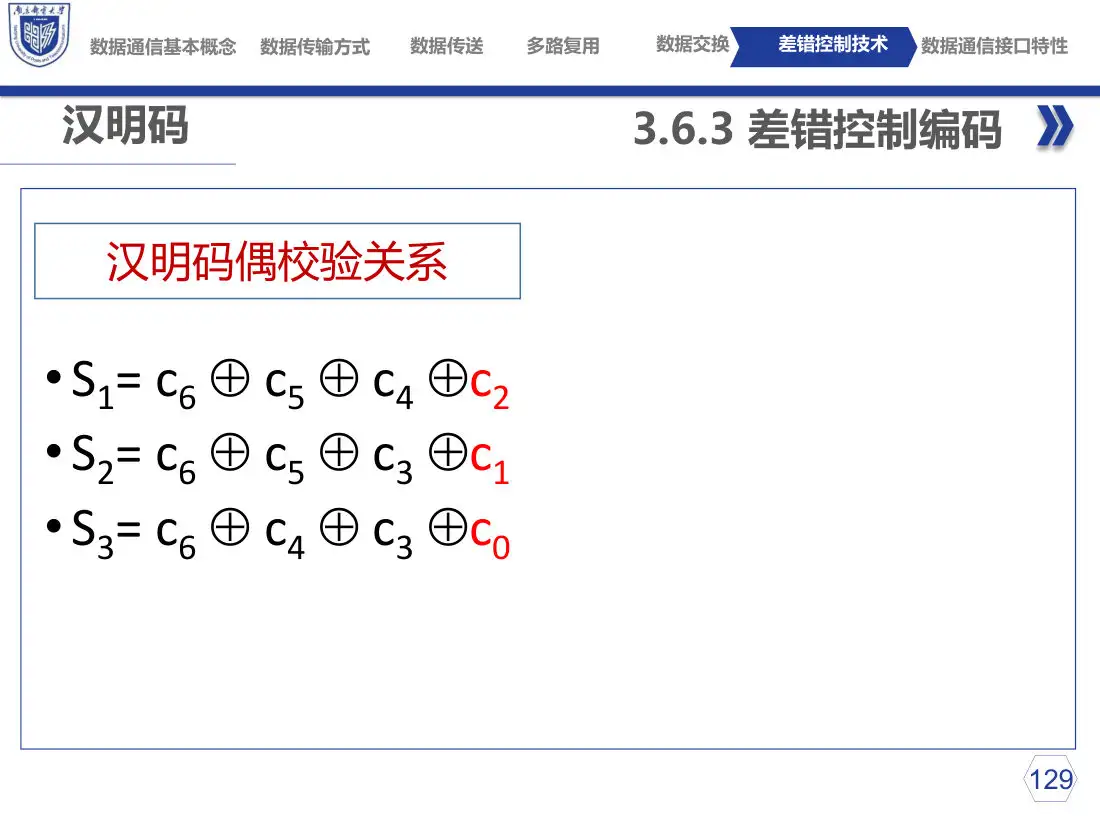 数据通信基本概念 数据传输方式 数据传送 多路复用 数据交换 差错控制技术 数据通信接口特性
汉明码
3.6.3 差错控制编码
汉明码偶校验关系
• S₁= c₆ ⊕ c₅ ⊕ c₄ ⊕c₂
• S₂= c₆ ⊕ c₅ ⊕ c₃ ⊕c₁
• S₃= c₆ ⊕ c₄ ⊕ c₃ ⊕c₀
129